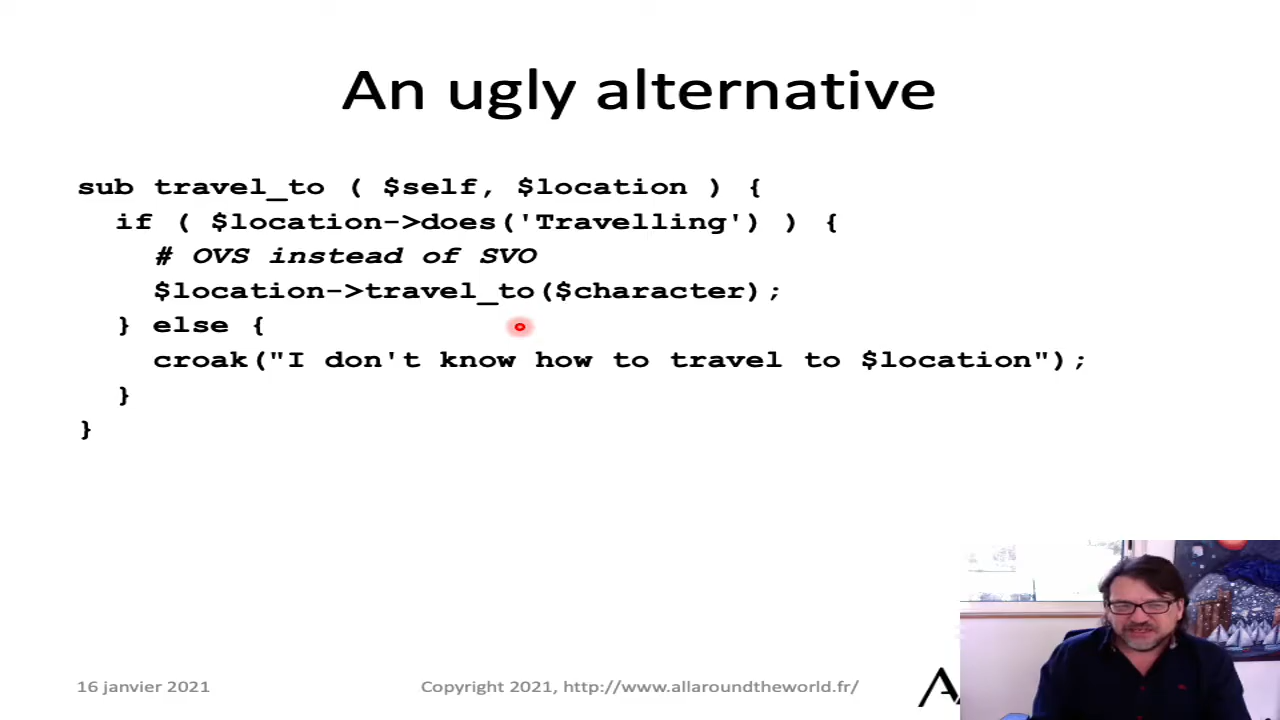 An ugly alternative
sub travel_to ( $self, $location ) {
if ( $location->does('Travelling') ) {
# OVS instead of SVO
$location->travel_to($character);
} else {
croak("I don't know how to travel to $location");
}
}
16 janvier 2021
Copyright 2021, http://www.allaroundtheworld.fr/